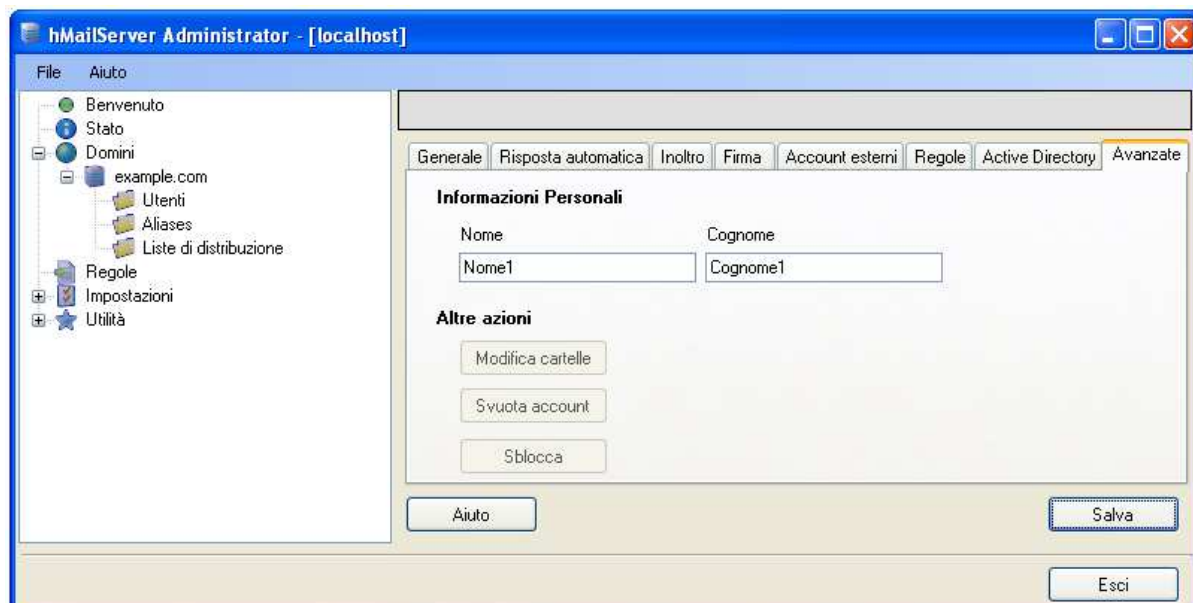 hMailServer Administrator - [localhost]
File Aiuto
Benvenuto
Stato
Domini
example.com
Utenti
Aliases
Liste di distribuzione
Regole
Impostazioni
Utilità
Generale Risposta automatica Inoltro Firma Account esterni Regole Active Directory Avanzate
Informazioni Personali
Nome Cognome
Nome1 Cognome1
Altre azioni
Modifica cartelle
Svuota account
Sblocca
Aiuto Salva
Esci